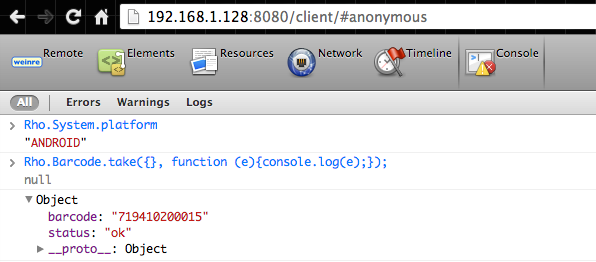 192.168.1.128:8080/client/#anonymous
weinre Remote Elements Resources Network Timeline Console
All Errors Warnings Logs
> Rho.System.platform
"ANDROID"
> Rho.Barcode.take({}, function (e){console.log(e);});
null
▼Object
barcode: "719410200015"
status: "ok"
▶ __proto__: Object